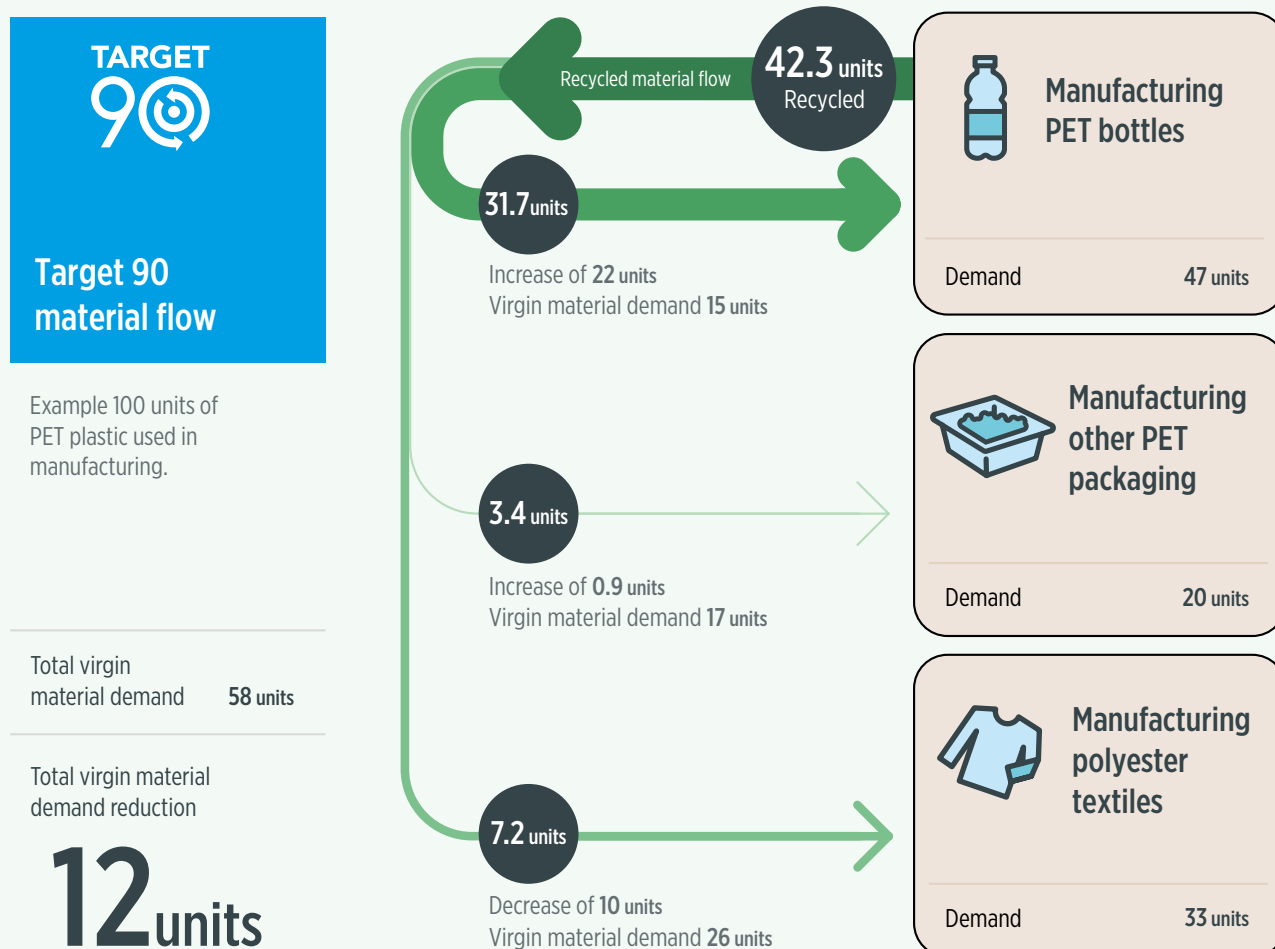 TARGET
90
Target 90
material flow
Example 100 units of
PET plastic used in
manufacturing.
Total virgin
material demand 58 units
Total virgin material
demand reduction
12 units
Recycled material flow
42.3 units
Recycled
31.7 units
Increase of 22 units
Virgin material demand 15 units
3.4 units
Increase of 0.9 units
Virgin material demand 17 units
7.2 units
Decrease of 10 units
Virgin material demand 26 units
Manufacturing
PET bottles
Demand 47 units
Manufacturing
other PET
packaging
Demand 20 units
Manufacturing
polyester
textiles
Demand 33 units